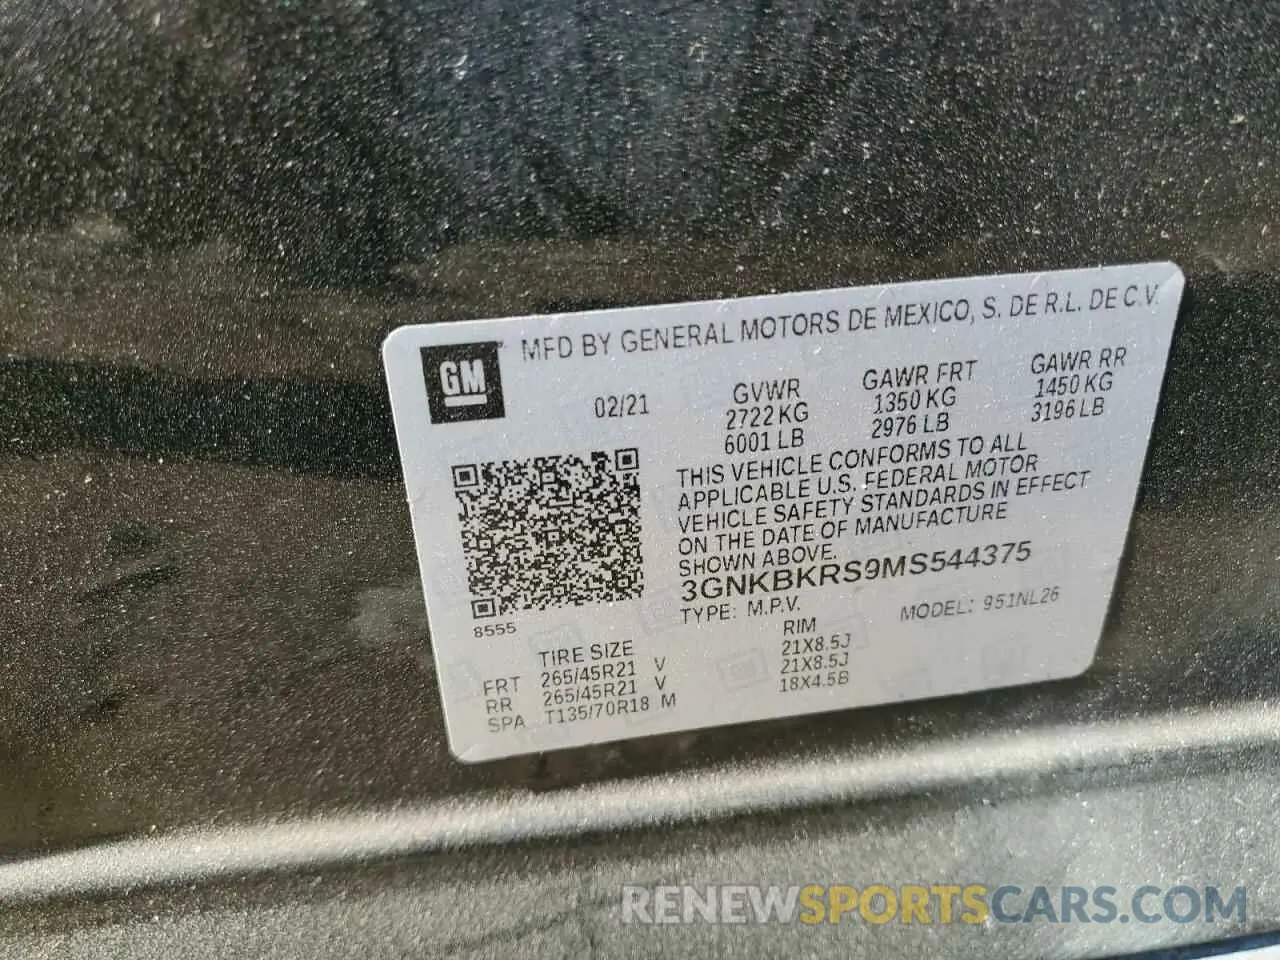 MFD BY GENERAL MOTORS DE MEXICO, S. DE R.L. DE C.V.
GM
02/21
GVWR
2722 KG
6001 LB
GAWR FRT
1350 KG
2976 LB
GAWR RR
1450 KG
3196 LB
THIS VEHICLE CONFORMS TO ALL
APPLICABLE U.S. FEDERAL MOTOR
VEHICLE SAFETY STANDARDS IN EFFECT
ON THE DATE OF MANUFACTURE
SHOWN ABOVE.
3GNKBKRS9MS544375
TYPE: M.P.V. MODEL: 951NL26
8555
TIRE SIZE RIM
FRT 265/45R21 V 21X8.5J
RR 265/45R21 V 21X8.5J
SPA T135/70R18 M 18X4.5B
RENEWSPORTSCARS.COM